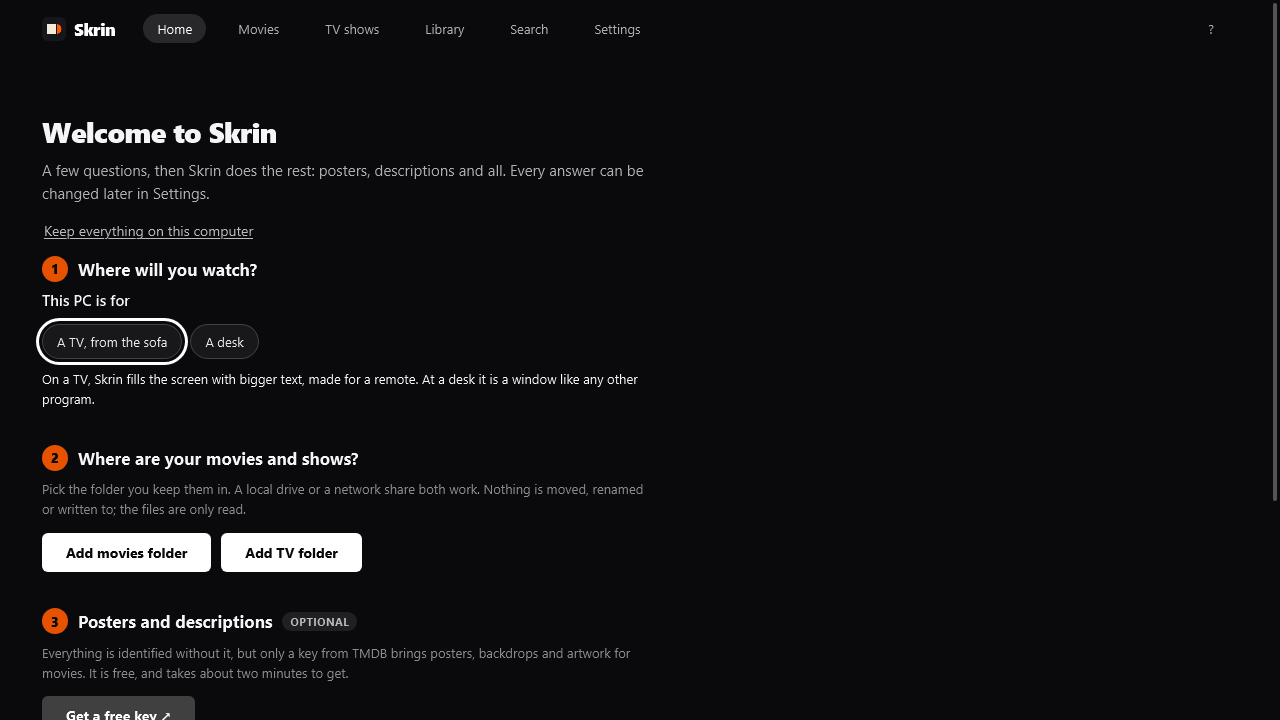 Skrin
Home
Movies
TV shows
Library
Search
Settings
?
Welcome to Skrin
A few questions, then Skrin does the rest: posters, descriptions and all. Every answer can be
changed later in Settings.
Keep everything on this computer
1 Where will you watch?
This PC is for
A TV, from the sofa
A desk
On a TV, Skrin fills the screen with bigger text, made for a remote. At a desk it is a window like any other
program.
2 Where are your movies and shows?
Pick the folder you keep them in. A local drive or a network share both work. Nothing is moved, renamed
or written to; the files are only read.
Add movies folder
Add TV folder
3 Posters and descriptions OPTIONAL
Everything is identified without it, but only a key from TMDB brings posters, backdrops and artwork for
movies. It is free, and takes about two minutes to get.
Get a free key ↗